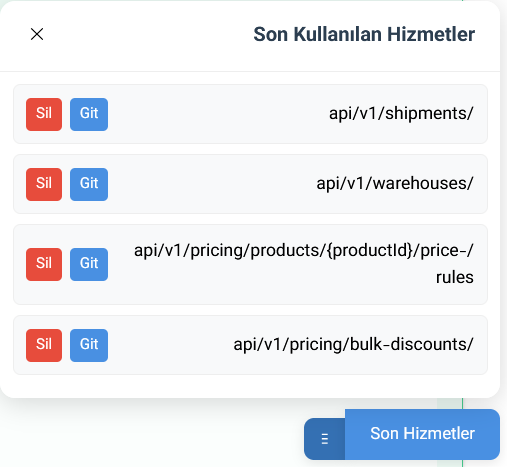 Son Kullanılan Hizmetler
Sil Git api/v1/shipments/
Sil Git api/v1/warehouses/
Sil Git api/v1/pricing/products/{productId}/price-/
rules
Sil Git api/v1/pricing/bulk-discounts/
Son Hizmetler